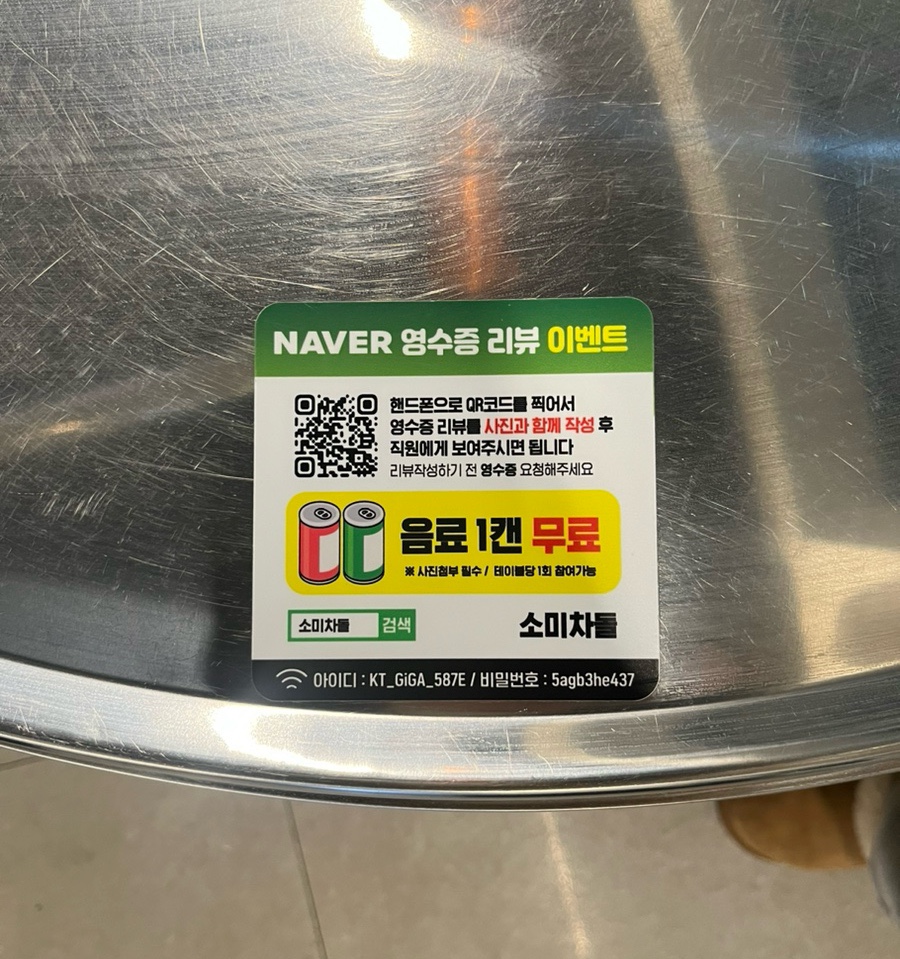 NAVER 영수증 리뷰 이벤트
핸드폰으로 QR코드를 찍어서
영수증 리뷰를 사진과 함께 작성 후
직원에게 보여주시면 됩니다
리뷰작성하기 전 영수증 요청해주세요
음료 1캔 무료
※ 사진첨부 필수 / 테이블당 1회 참여가능
소미차돌 검색
소미차돌
아이디 : KT_GiGA_587E / 비밀번호 : 5agb3he437